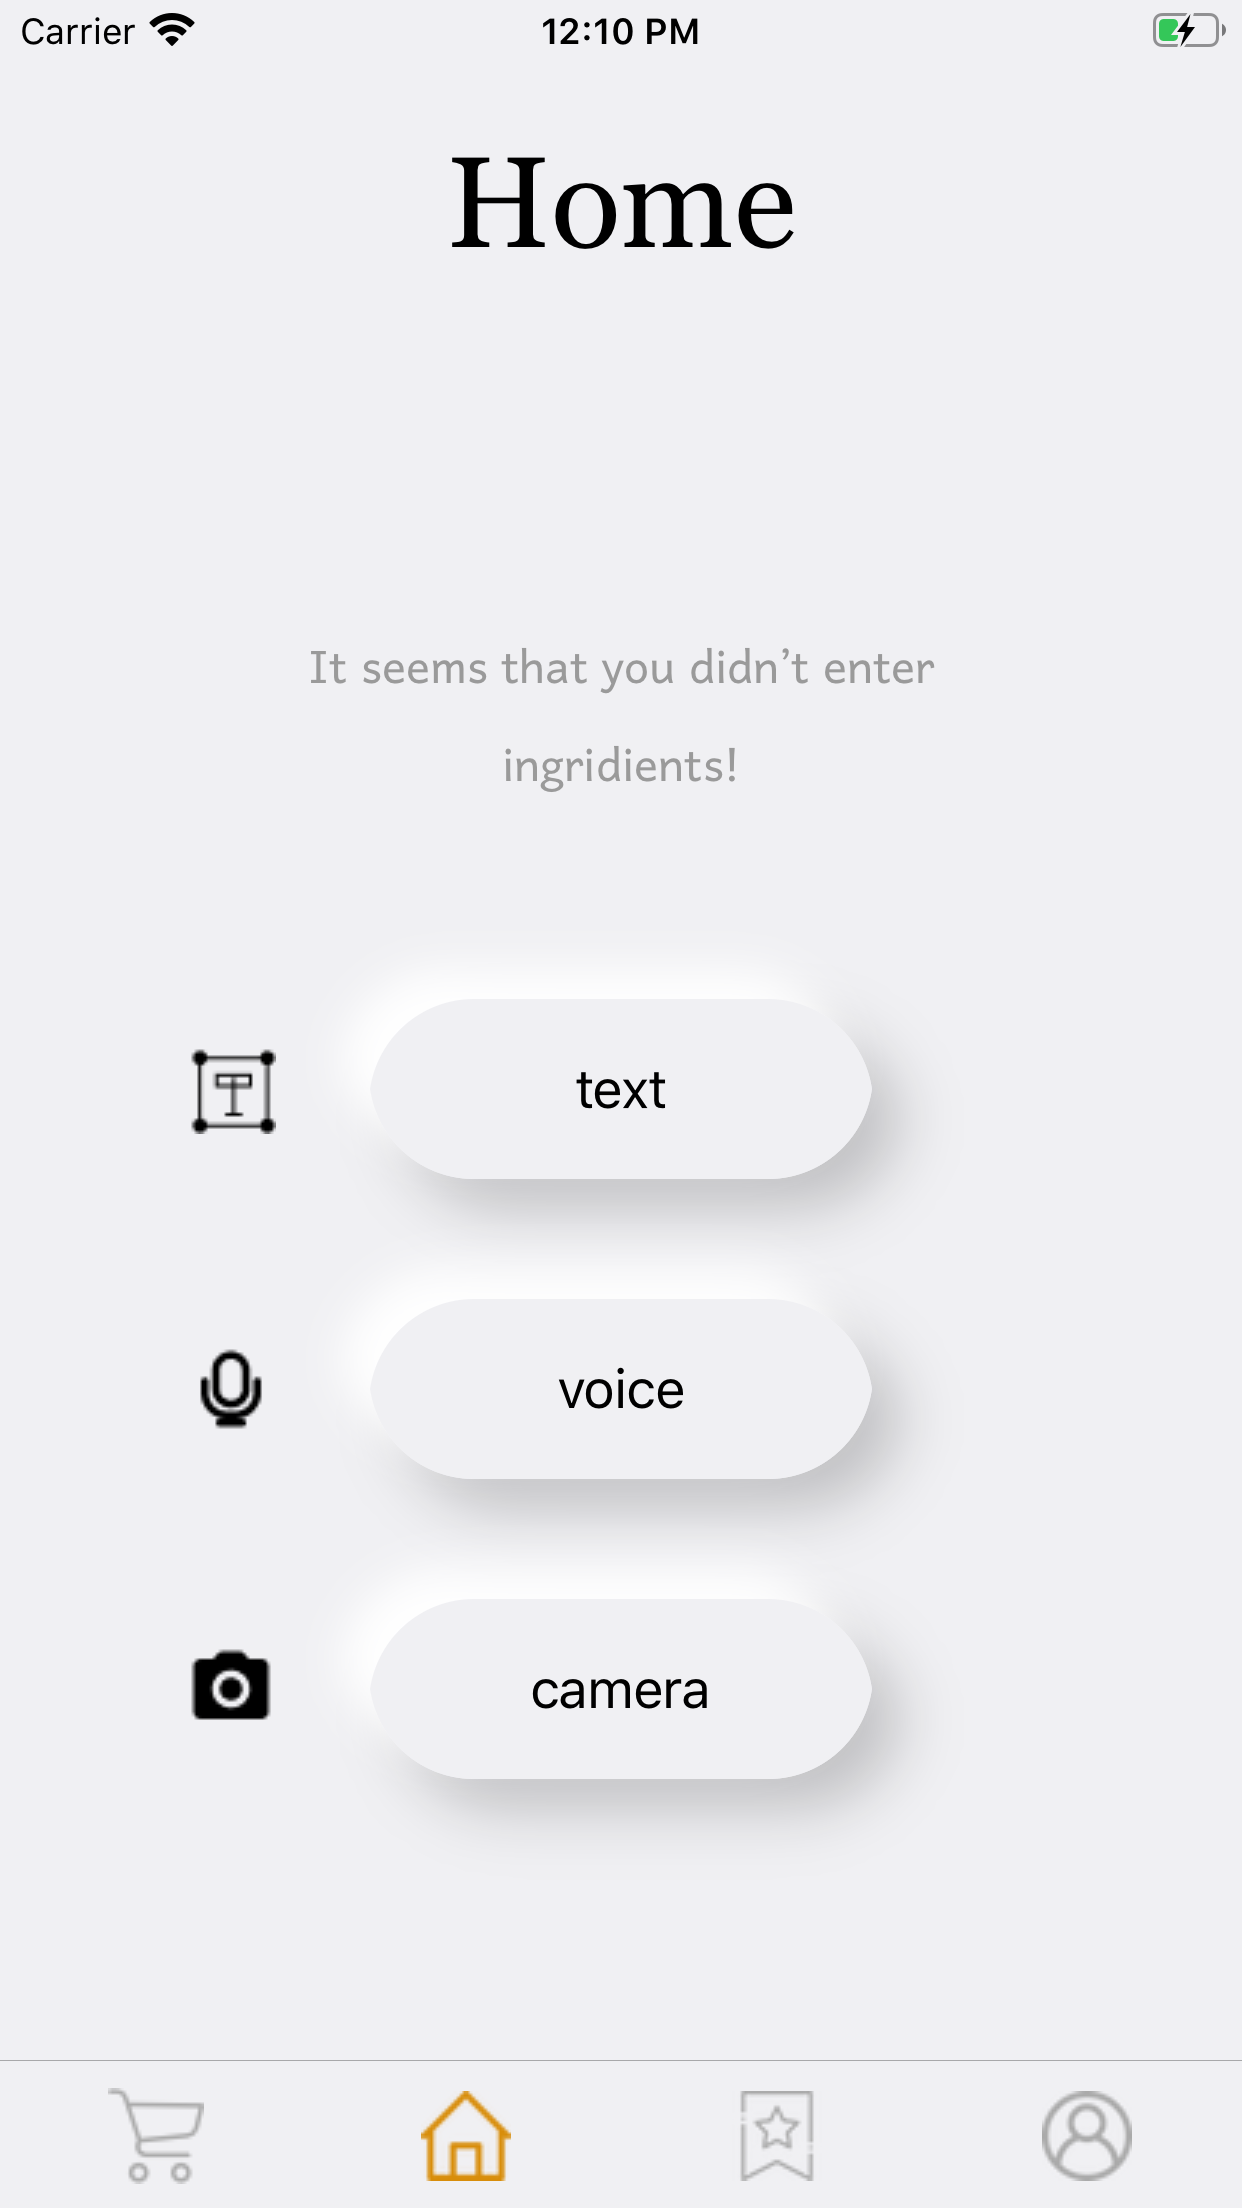 Carrier
12:10 PM
Home
It seems that you didn’t enter
ingridients!
text
voice
camera